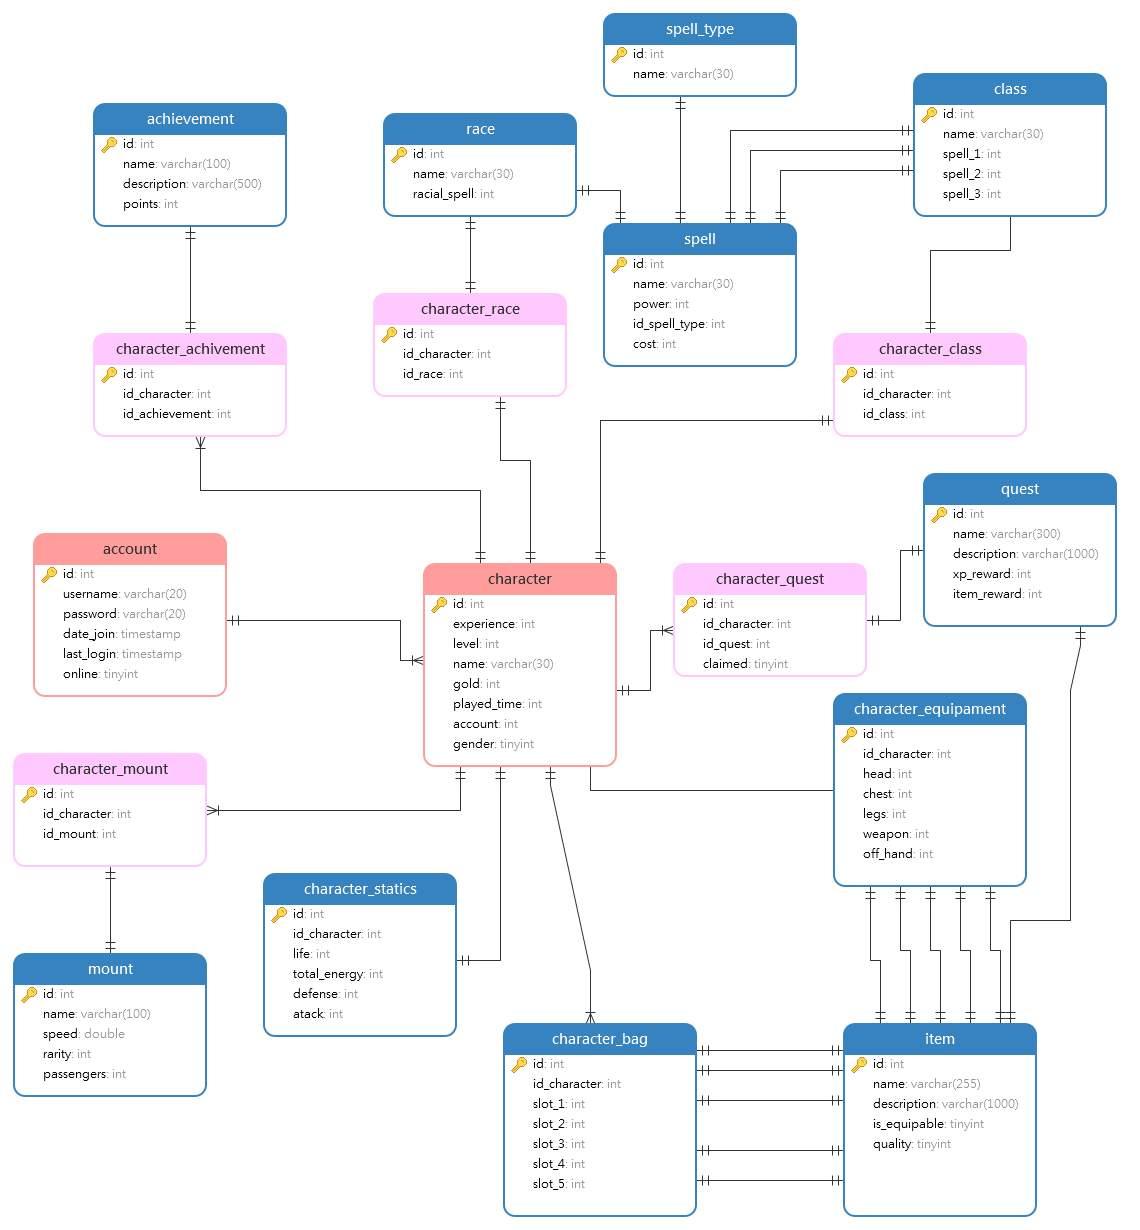 spell_type
id: int
name: varchar(30)
class
id: int
name: varchar(30)
spell_1: int
spell_2: int
spell_3: int
achievement
id: int
name: varchar(100)
description: varchar(500)
points: int
race
id: int
name: varchar(30)
racial_spell: int
spell
id: int
name: varchar(30)
power: int
id_spell_type: int
cost: int
character_race
id: int
id_character: int
id_race: int
character_achivement
id: int
id_character: int
id_achievement: int
character_class
id: int
id_character: int
id_class: int
quest
id: int
name: varchar(300)
description: varchar(1000)
xp_reward: int
item_reward: int
account
id: int
username: varchar(20)
password: varchar(20)
date_join: timestamp
last_login: timestamp
online: tinyint
character
id: int
experience: int
level: int
name: varchar(30)
gold: int
played_time: int
account: int
gender: tinyint
character_quest
id: int
id_character: int
id_quest: int
claimed: tinyint
character_equipament
id: int
id_character: int
head: int
chest: int
legs: int
weapon: int
off_hand: int
character_mount
id: int
id_character: int
id_mount: int
character_statics
id: int
id_character: int
life: int
total_energy: int
defense: int
atack: int
mount
id: int
name: varchar(100)
speed: double
rarity: int
passengers: int
character_bag
id: int
id_character: int
slot_1: int
slot_2: int
slot_3: int
slot_4: int
slot_5: int
item
id: int
name: varchar(255)
description: varchar(1000)
is_equipable: tinyint
quality: tinyint